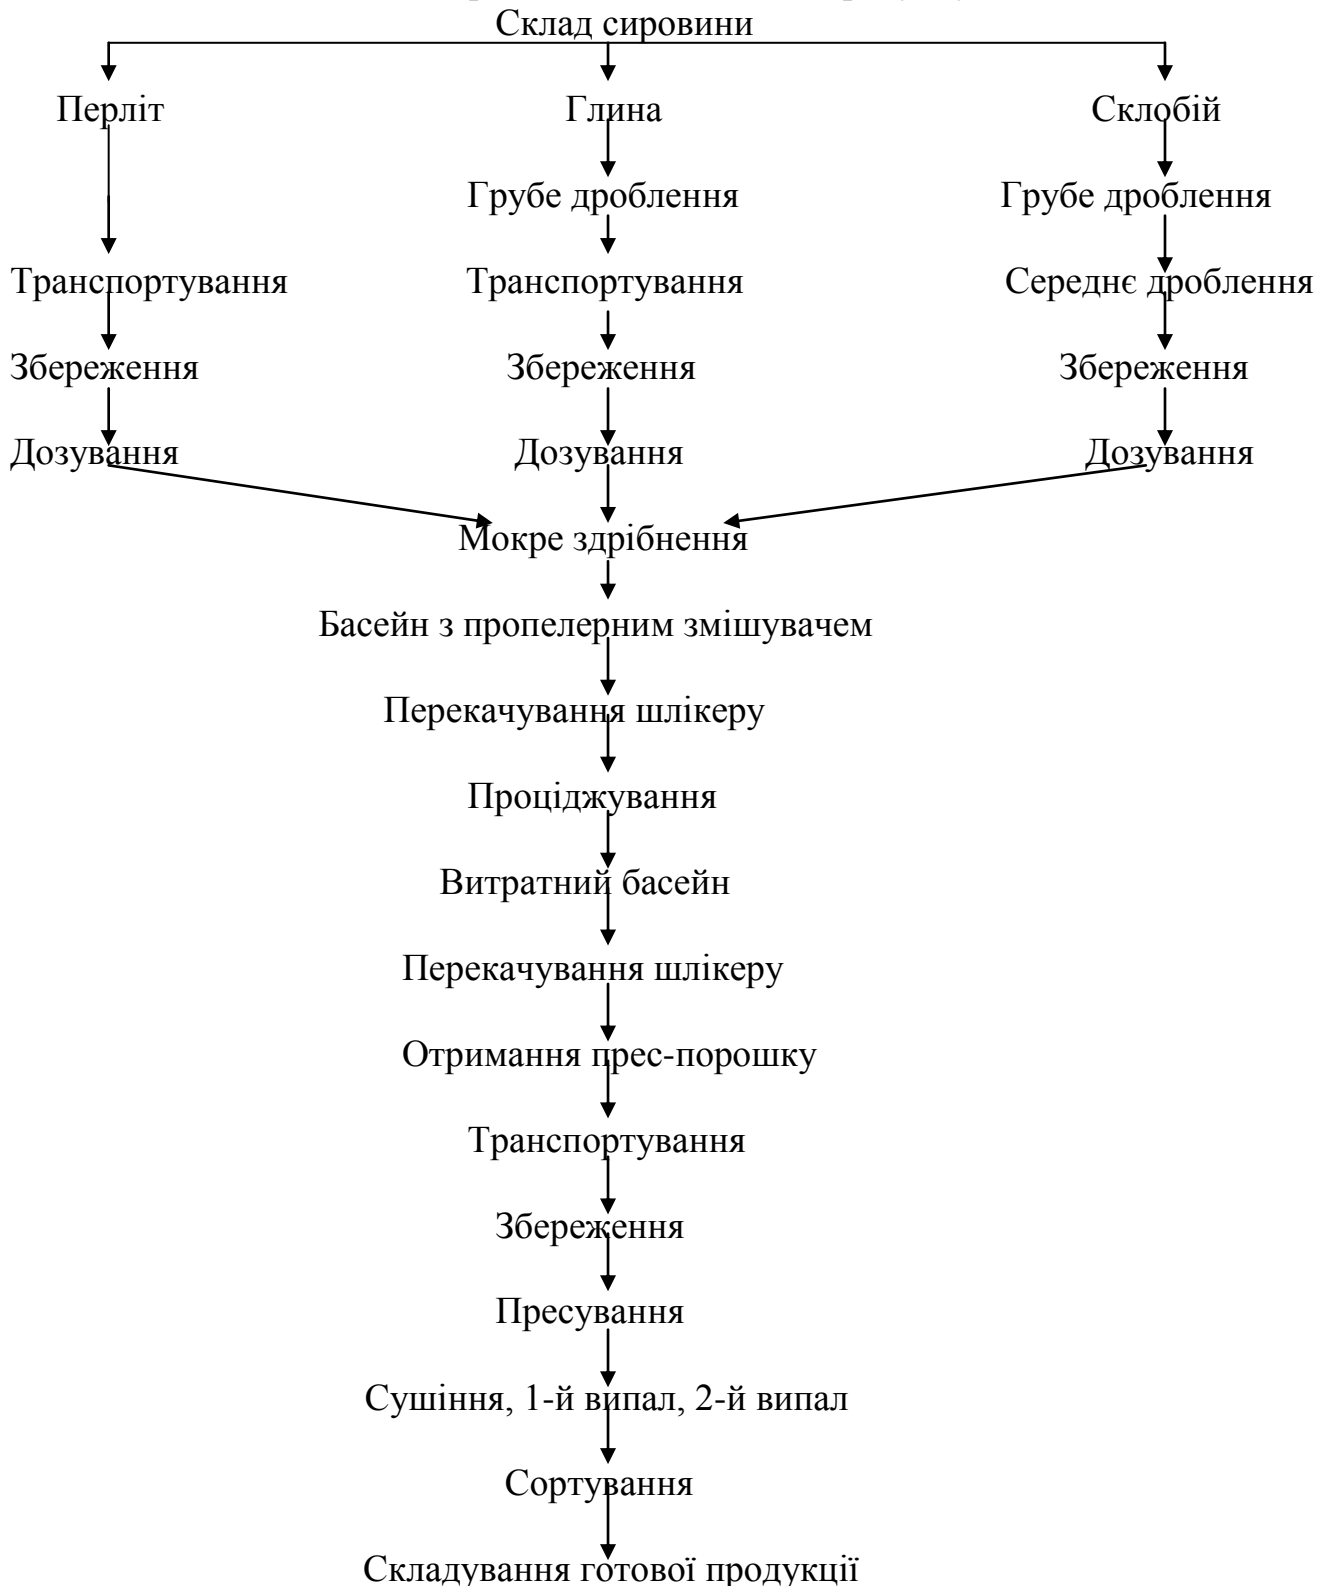 Склад сировини
Перліт Глина Склобій
Грубе дроблення Грубе дроблення
Транспортування Транспортування Середнє дроблення
Збереження Збереження Збереження
Дозування Дозування Дозування
Мокре здрібнення
Басейн з пропелерним змішувачем
Перекачування шлікеру
Проціджування
Витратний басейн
Перекачування шлікеру
Отримання прес-порошку
Транспортування
Збереження
Пресування
Сушіння, 1-й випал, 2-й випал
Сортування
Складування готової продукції